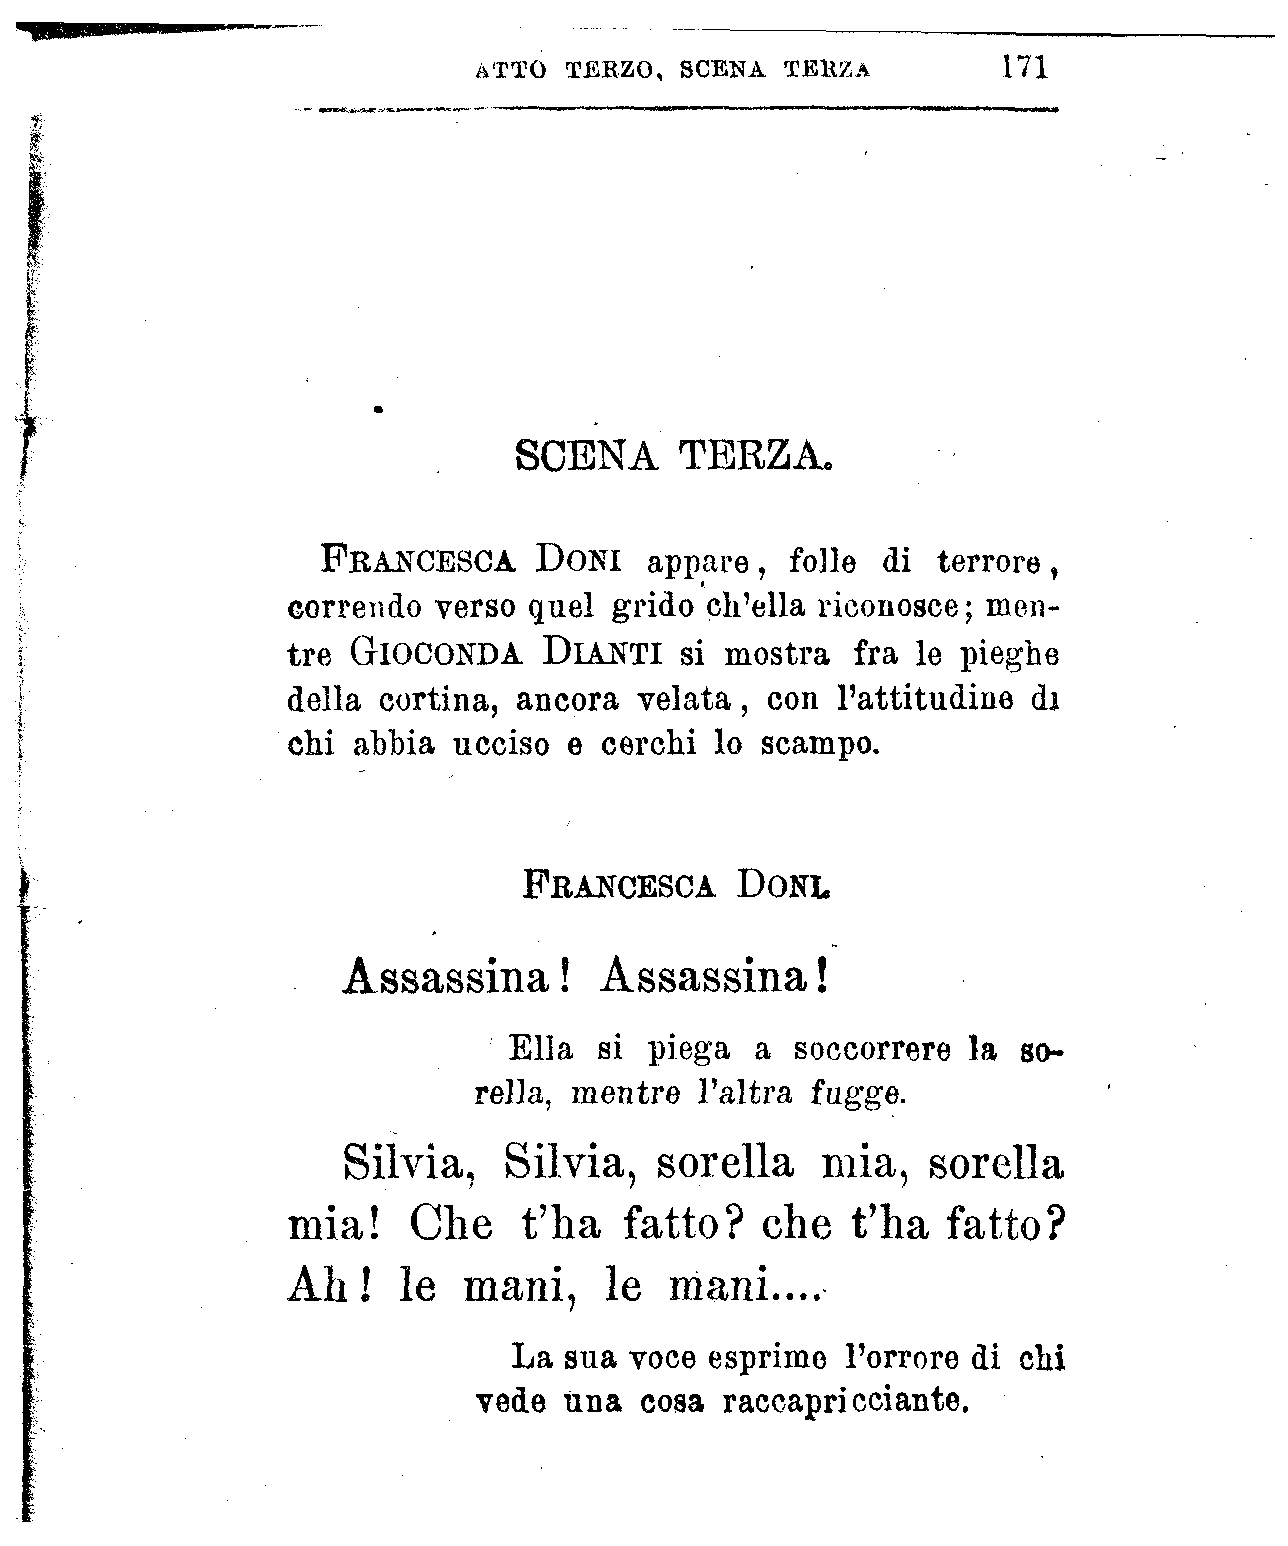 ATTO TERZO, SCENA TERZA 171
SCENA TERZA.
FRANCESCA DONI appare, folle di terrore,
correndo verso quel grido ch'ella riconosce; men-
tre GIOCONDA DIANTI si mostra fra le pieghe
della cortina, ancora velata, con l'attitudine di
chi abbia ucciso e cerchi lo scampo.
FRANCESCA DONI.
Assassina! Assassina!
Ella si piega a soccorrere la so-
rella, mentre l'altra fugge.
Silvia, Silvia, sorella mia, sorella
mia! Che t'ha fatto? che t'ha fatto?
Ah! le mani, le mani....
La sua voce esprime l'orrore di chi
vede una cosa raccapricciante.